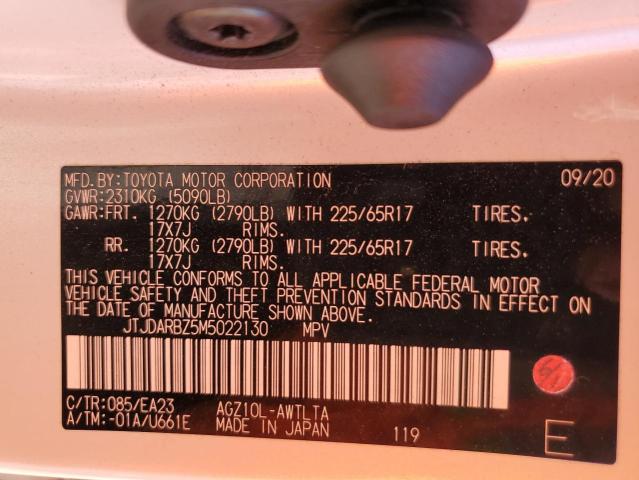 MFD.BY:TOYOTA MOTOR CORPORATION 09/20
GVWR:2310KG (5090LB)
GAWR:FRT. 1270KG (2790LB) WITH 225/65R17 TIRES.
17X7J RIMS.
RR. 1270KG (2790LB) WITH 225/65R17 TIRES.
17X7J RIMS.
THIS VEHICLE CONFORMS TO ALL APPLICABLE FEDERAL MOTOR
VEHICLE SAFETY AND THEFT PREVENTION STANDARDS IN EFFECT ON
THE DATE OF MANUFACTURE SHOWN ABOVE.
JTJDARBZ5M5022130 MPV
C/TR:085/EA23 AGZ10L-AWTLTA
A/TM:-01A/U661E MADE IN JAPAN 119 E